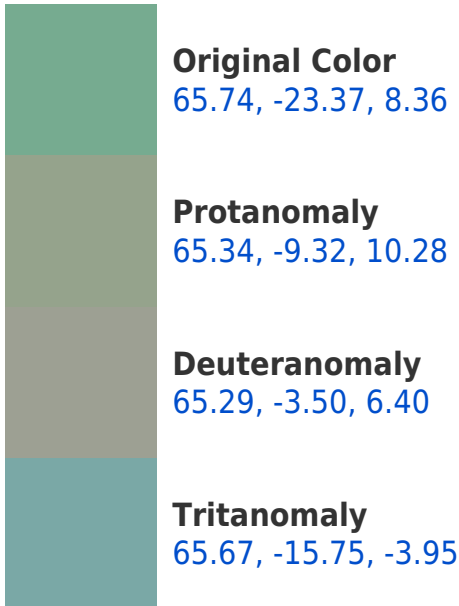 Original Color
65.74, -23.37, 8.36
Protanomaly
65.34, -9.32, 10.28
Deuteranomaly
65.29, -3.50, 6.40
Tritanomaly
65.67, -15.75, -3.95